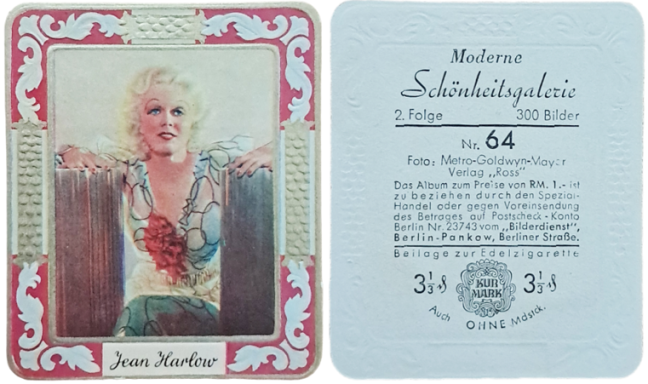 Jean Harlow
Moderne
Schönheitsgalerie
2. Folge 300 Bilder
Nr. 64
Foto: Metro-Goldwyn-Mayer
Verlag „Ross"
Das Album zum Preise von RM. 1.- ist
zu beziehen durch den Spezial-
Handel oder gegen Voreinsendung
des Betrages auf Postscheck-Konto
Berlin Nr. 23743 vom „Bilderdienst",
Berlin-Pankow, Berliner Straße.
Beilage zur Edelzigarette
3⅓ ₰ KUR MARK 3⅓ ₰
Auch OHNE Mdstck.